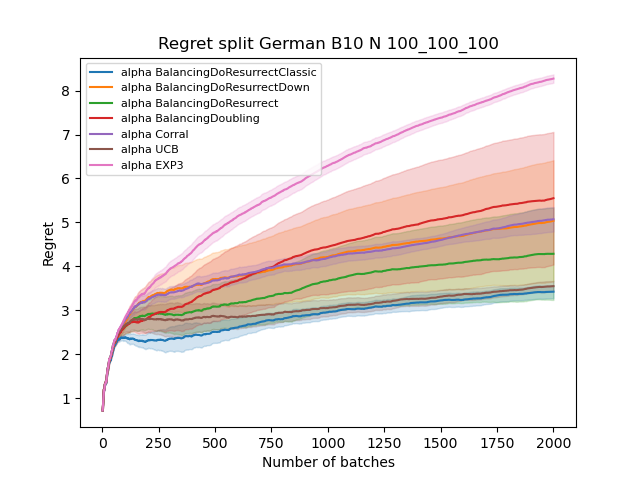 Regret split German B10 N 100_100_100
alpha BalancingDoResurrectClassic
alpha BalancingDoResurrectDown
alpha BalancingDoResurrect
alpha BalancingDoubling
alpha Corral
alpha UCB
alpha EXP3
Regret
8
7
6
5
4
3
2
1
0 250 500 750 1000 1250 1500 1750 2000
Number of batches